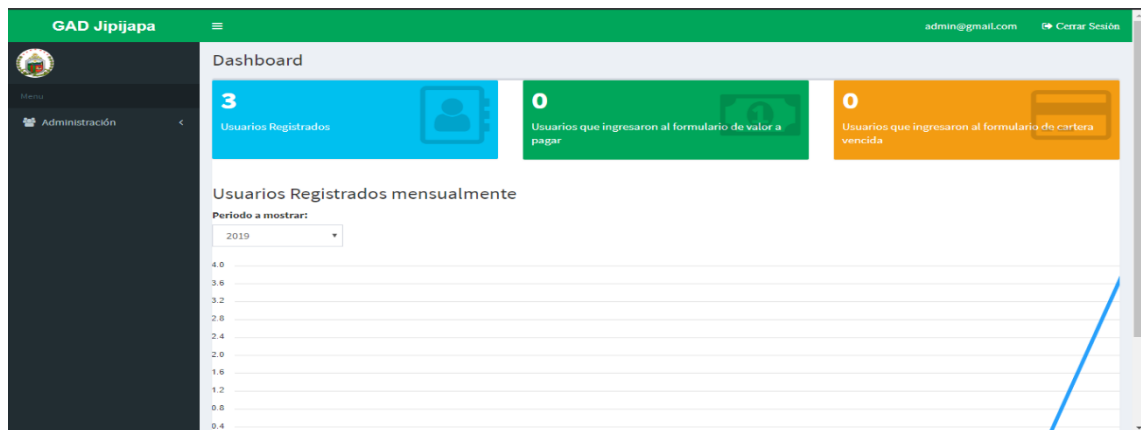 GAD Jipijapa
admin@gmail.com
Cerrar Sesión
Menu
Administración
Dashboard
3
Usuarios Registrados
0
Usuarios que ingresaron al formulario de valor a
pagar
0
Usuarios que ingresaron al formulario de cartera
vencida
Usuarios Registrados mensualmente
Periodo a mostrar:
2019
4.0
3.6
3.2
2.8
2.4
2.0
1.6
1.2
0.8
0.4